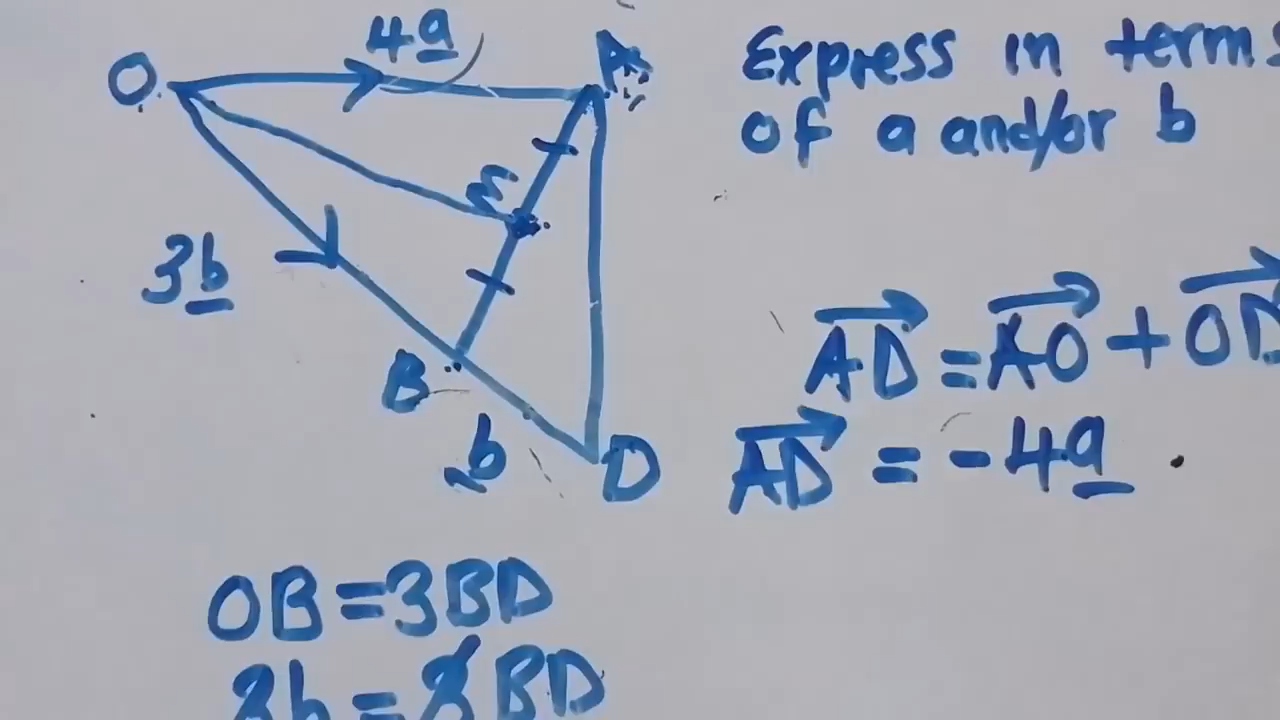 4a
O
A
Express in terms
of a and/or b
E
3b
AD = AO + OD
B
AD = -4a
b
D
OB = 3BD
3b = 3BD